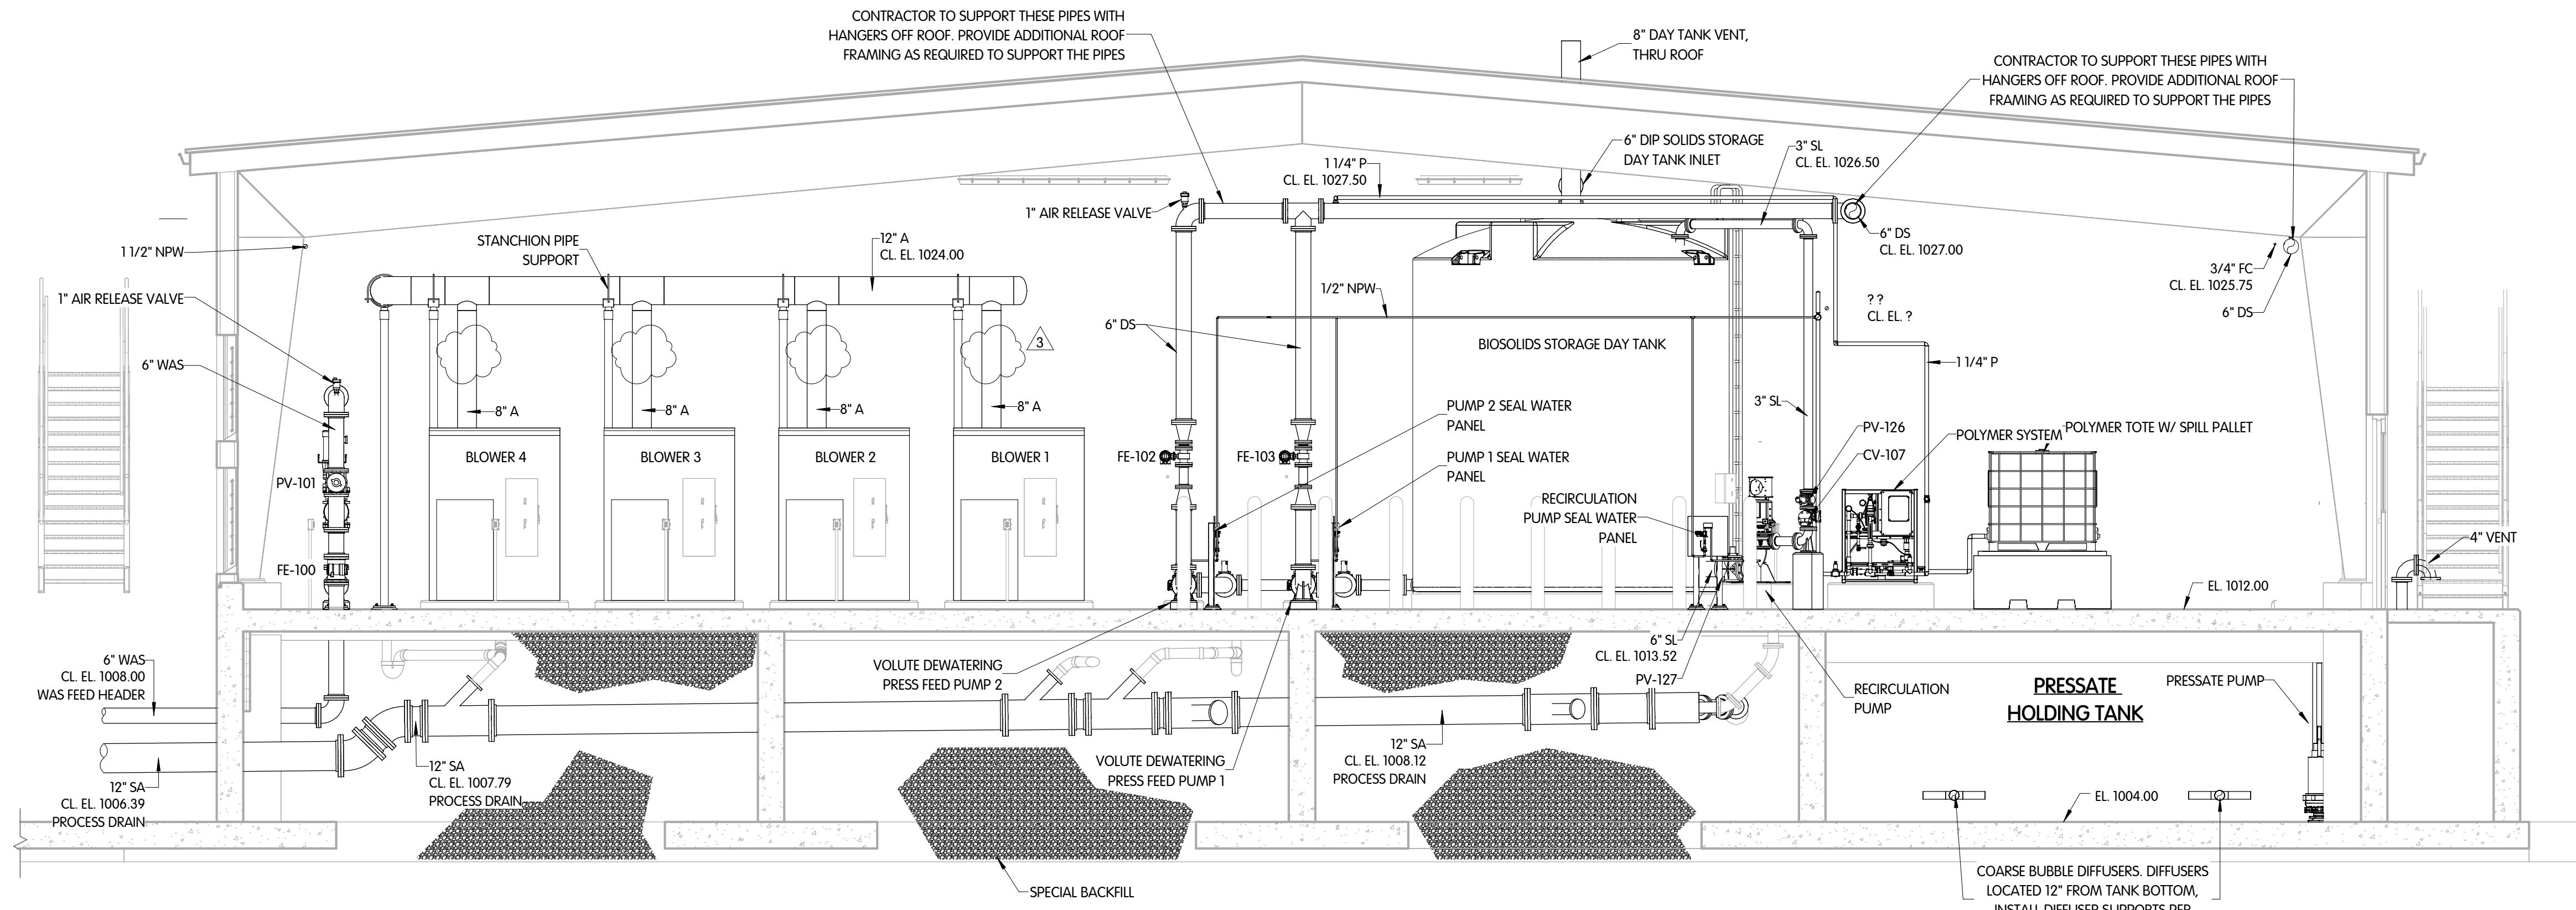 CONTRACTOR TO SUPPORT THESE PIPES WITH
HANGERS OFF ROOF. PROVIDE ADDITIONAL ROOF
FRAMING AS REQUIRED TO SUPPORT THE PIPES
8" DAY TANK VENT,
THRU ROOF
CONTRACTOR TO SUPPORT THESE PIPES WITH
HANGERS OFF ROOF. PROVIDE ADDITIONAL ROOF
FRAMING AS REQUIRED TO SUPPORT THE PIPES
6" DIP SOLIDS STORAGE
DAY TANK INLET
3" SL
CL. EL. 1026.50
1 1/4" P
CL. EL. 1027.50
1" AIR RELEASE VALVE
6" DS
CL. EL. 1027.00
1 1/2" NPW
STANCHION PIPE
SUPPORT
12" A
CL. EL. 1024.00
3/4" FC
CL. EL. 1025.75
6" DS
1" AIR RELEASE VALVE
1/2" NPW
? ?
CL. EL. ?
6" DS
3
BIOSOLIDS STORAGE DAY TANK
6" WAS
1 1/4" P
8" A
8" A
8" A
8" A
3" SL
PUMP 2 SEAL WATER
PANEL
PV-126
POLYMER SYSTEM
POLYMER TOTE W/ SPILL PALLET
BLOWER 4
BLOWER 3
BLOWER 2
BLOWER 1
FE-102
FE-103
CV-107
PUMP 1 SEAL WATER
PANEL
PV-101
RECIRCULATION
PUMP SEAL WATER
PANEL
4" VENT
FE-100
EL. 1012.00
6" WAS
CL. EL. 1008.00
WAS FEED HEADER
VOLUTE DEWATERING
PRESS FEED PUMP 2
6" SL
CL. EL. 1013.52
PV-127
RECIRCULATION
PUMP
PRESSATE
HOLDING TANK
PRESSATE PUMP
12" SA
CL. EL. 1006.39
PROCESS DRAIN
12" SA
CL. EL. 1007.79
PROCESS DRAIN
VOLUTE DEWATERING
PRESS FEED PUMP 1
12" SA
CL. EL. 1008.12
PROCESS DRAIN
EL. 1004.00
SPECIAL BACKFILL
COARSE BUBBLE DIFFUSERS. DIFFUSERS
LOCATED 12" FROM TANK BOTTOM,
INSTALL DIFFUSER SUPPORTS PER